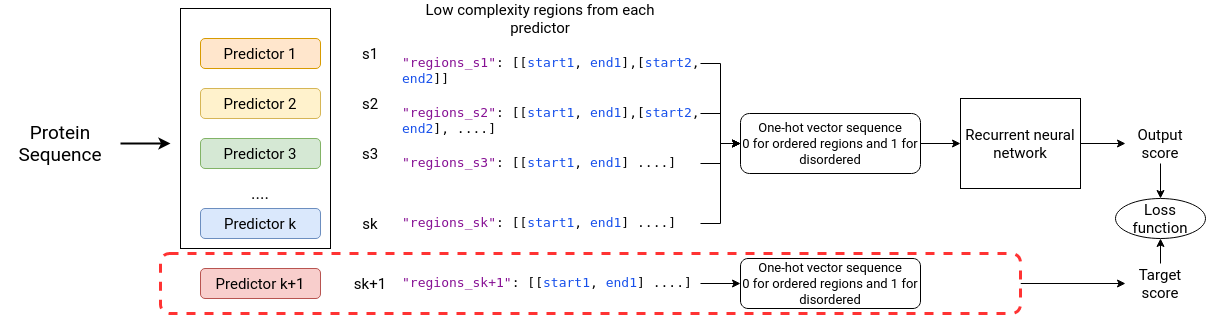 Low complexity regions from each
predictor
Protein
Sequence
Predictor 1
s1
"regions_s1": [[start1, end1],[start2,
end2]]
Predictor 2
s2
"regions_s2": [[start1, end1],[start2,
end2], ....]
Predictor 3
s3
"regions_s3": [[start1, end1] ....]
....
Predictor k
sk
"regions_sk": [[start1, end1] ....]
One-hot vector sequence
0 for ordered regions and 1 for
disordered
Recurrent neural
network
Output
score
Loss
function
Predictor k+1
sk+1
"regions_sk+1": [[start1, end1] ....]
One-hot vector sequence
0 for ordered regions and 1 for
disordered
Target
score